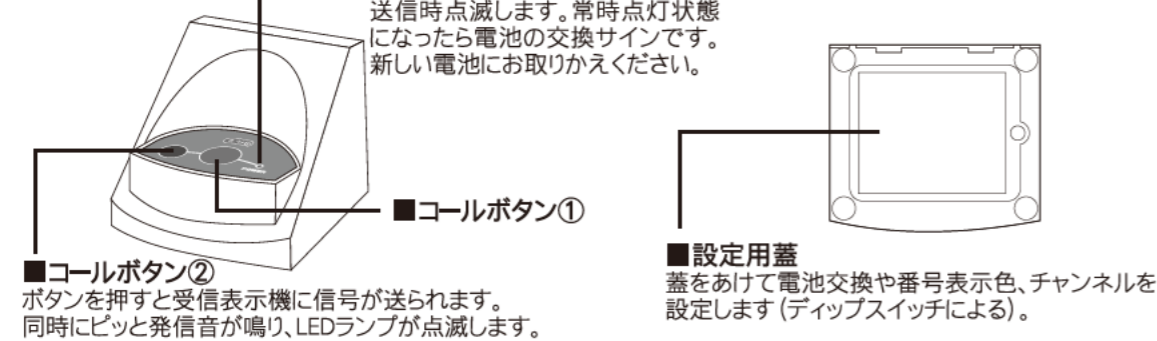 送信時点滅します。常時点灯状態
になったら電池の交換サインです。
新しい電池にお取りかえください。
■コールボタン①
■コールボタン②
ボタンを押すと受信表示機に信号が送られます。
同時にピッと発信音が鳴り、LEDランプが点滅します。
■設定用蓋
蓋をあけて電池交換や番号表示色、チャンネルを
設定します(ディップスイッチによる)。